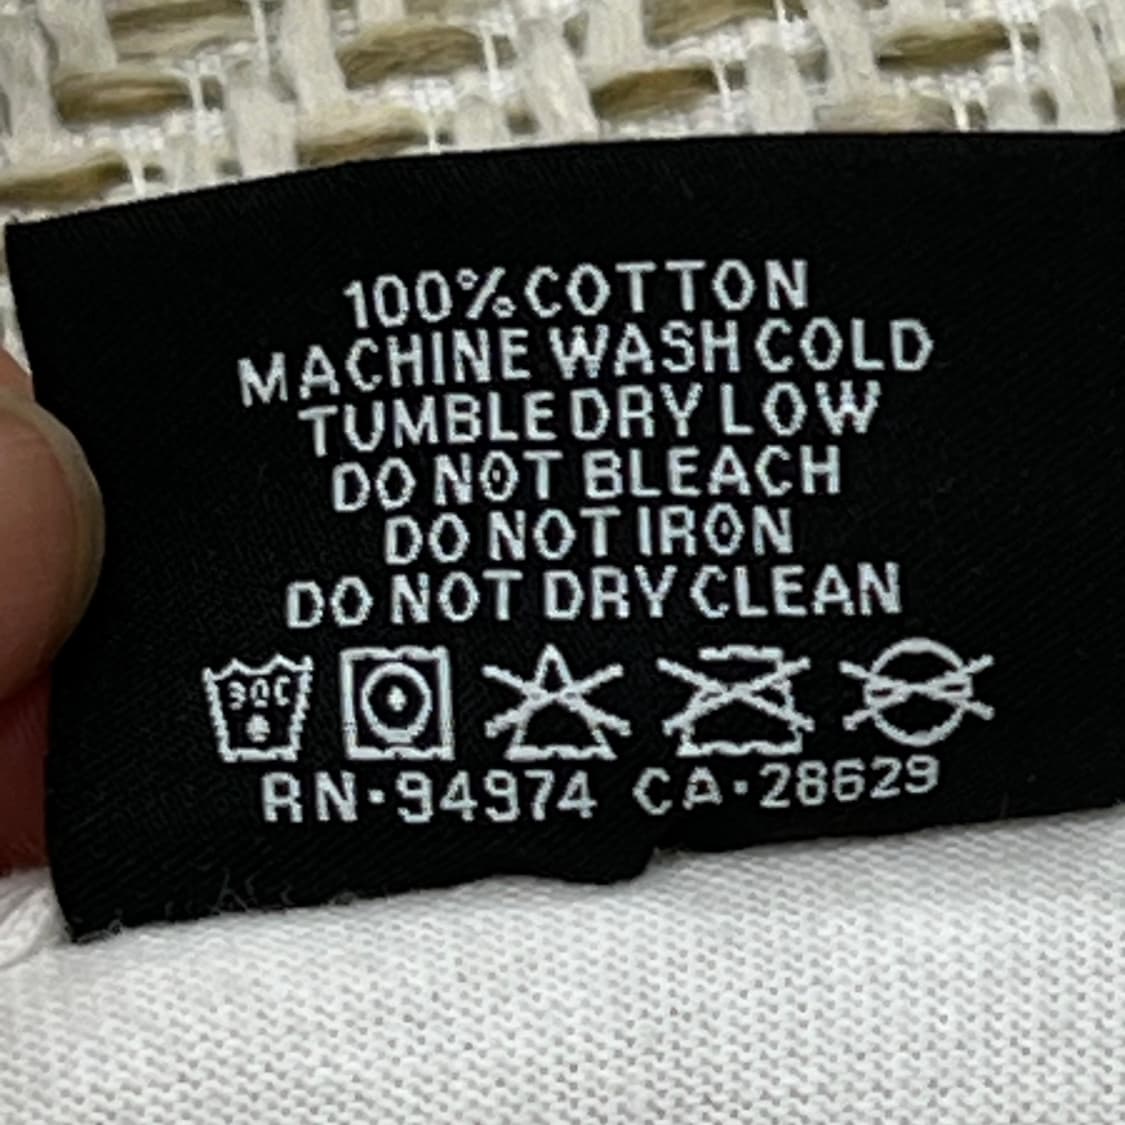 100% COTTON
MACHINE WASH COLD
TUMBLE DRY LOW
DO NOT BLEACH
DO NOT IRON
DO NOT DRY CLEAN
30C
RN·94974 CA·28629